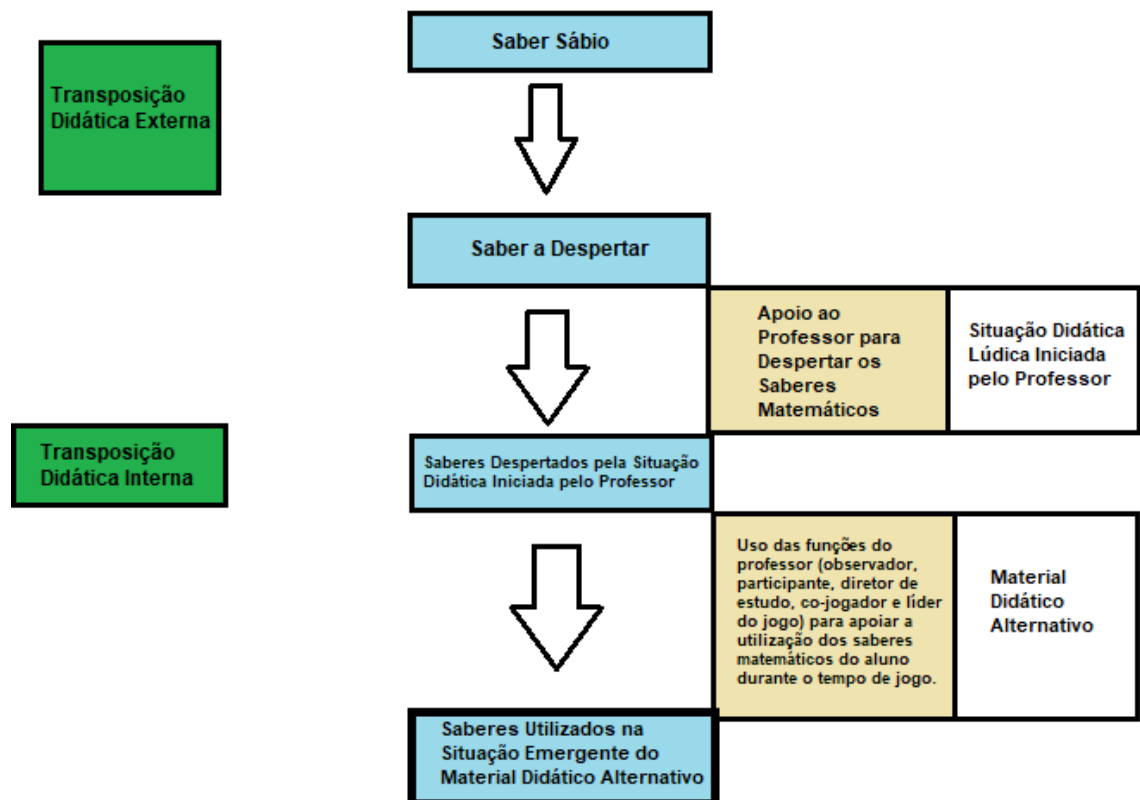 Saber Sábio
Transposição
Didática Externa
Saber a Despertar
Apoio ao
Professor para
Despertar os
Saberes
Matemáticos
Situação Didática
Lúdica Iniciada
pelo Professor
Transposição
Didática Interna
Saberes Despertados pela Situação
Didática Iniciada pelo Professor
Uso das funções do
professor (observador,
participante, diretor de
estudo, co-jogador e líder
do jogo) para apoiar a
utilização dos saberes
matemáticos do aluno
durante o tempo de jogo.
Material
Didático
Alternativo
Saberes Utilizados na
Situação Emergente do
Material Didático Alternativo